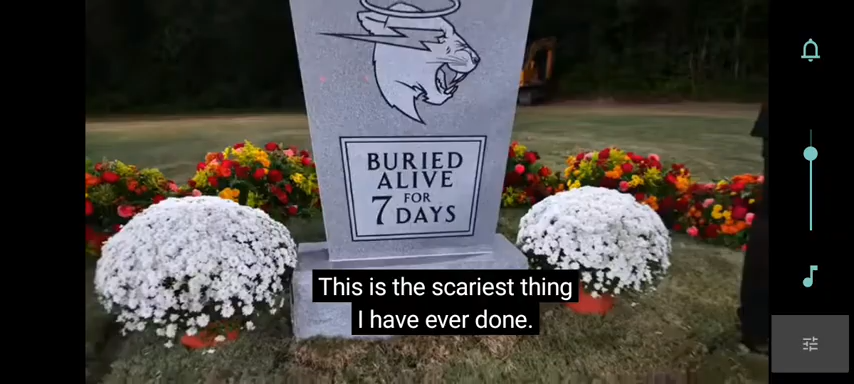 BURIED
ALIVE
FOR
7 DAYS
This is the scariest thing
I have ever done.